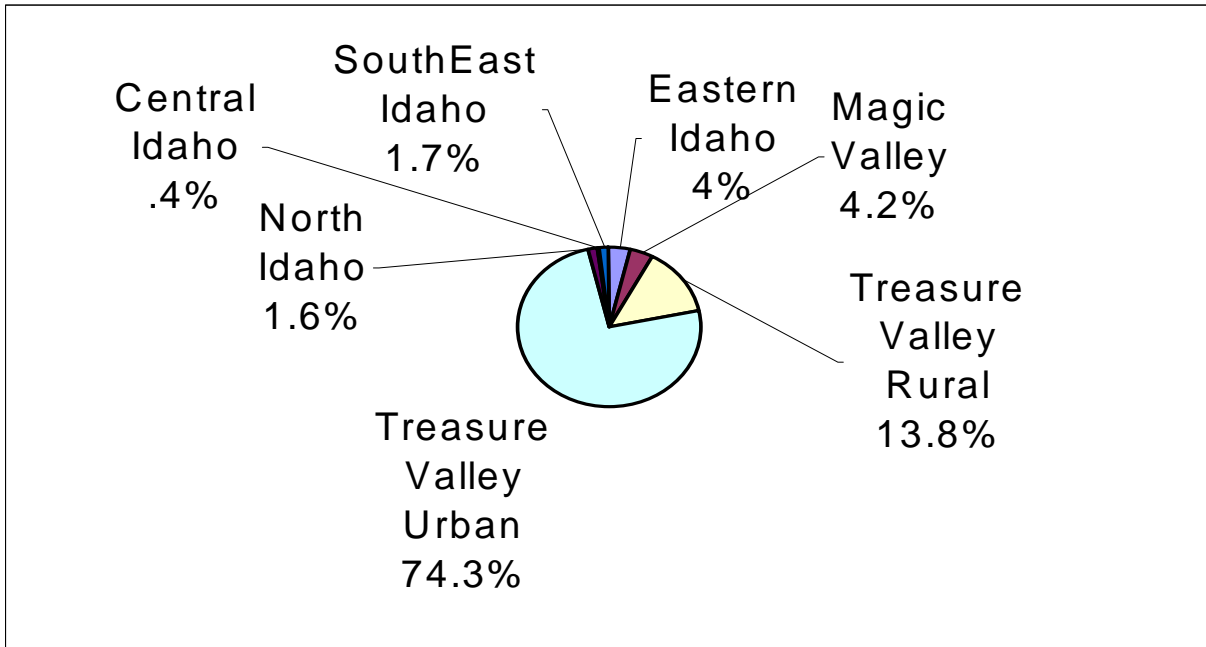 SouthEast
Idaho
1.7%
Central
Idaho
.4%
Eastern
Idaho
4%
Magic
Valley
4.2%
North
Idaho
1.6%
Treasure
Valley
Rural
13.8%
Treasure
Valley
Urban
74.3%